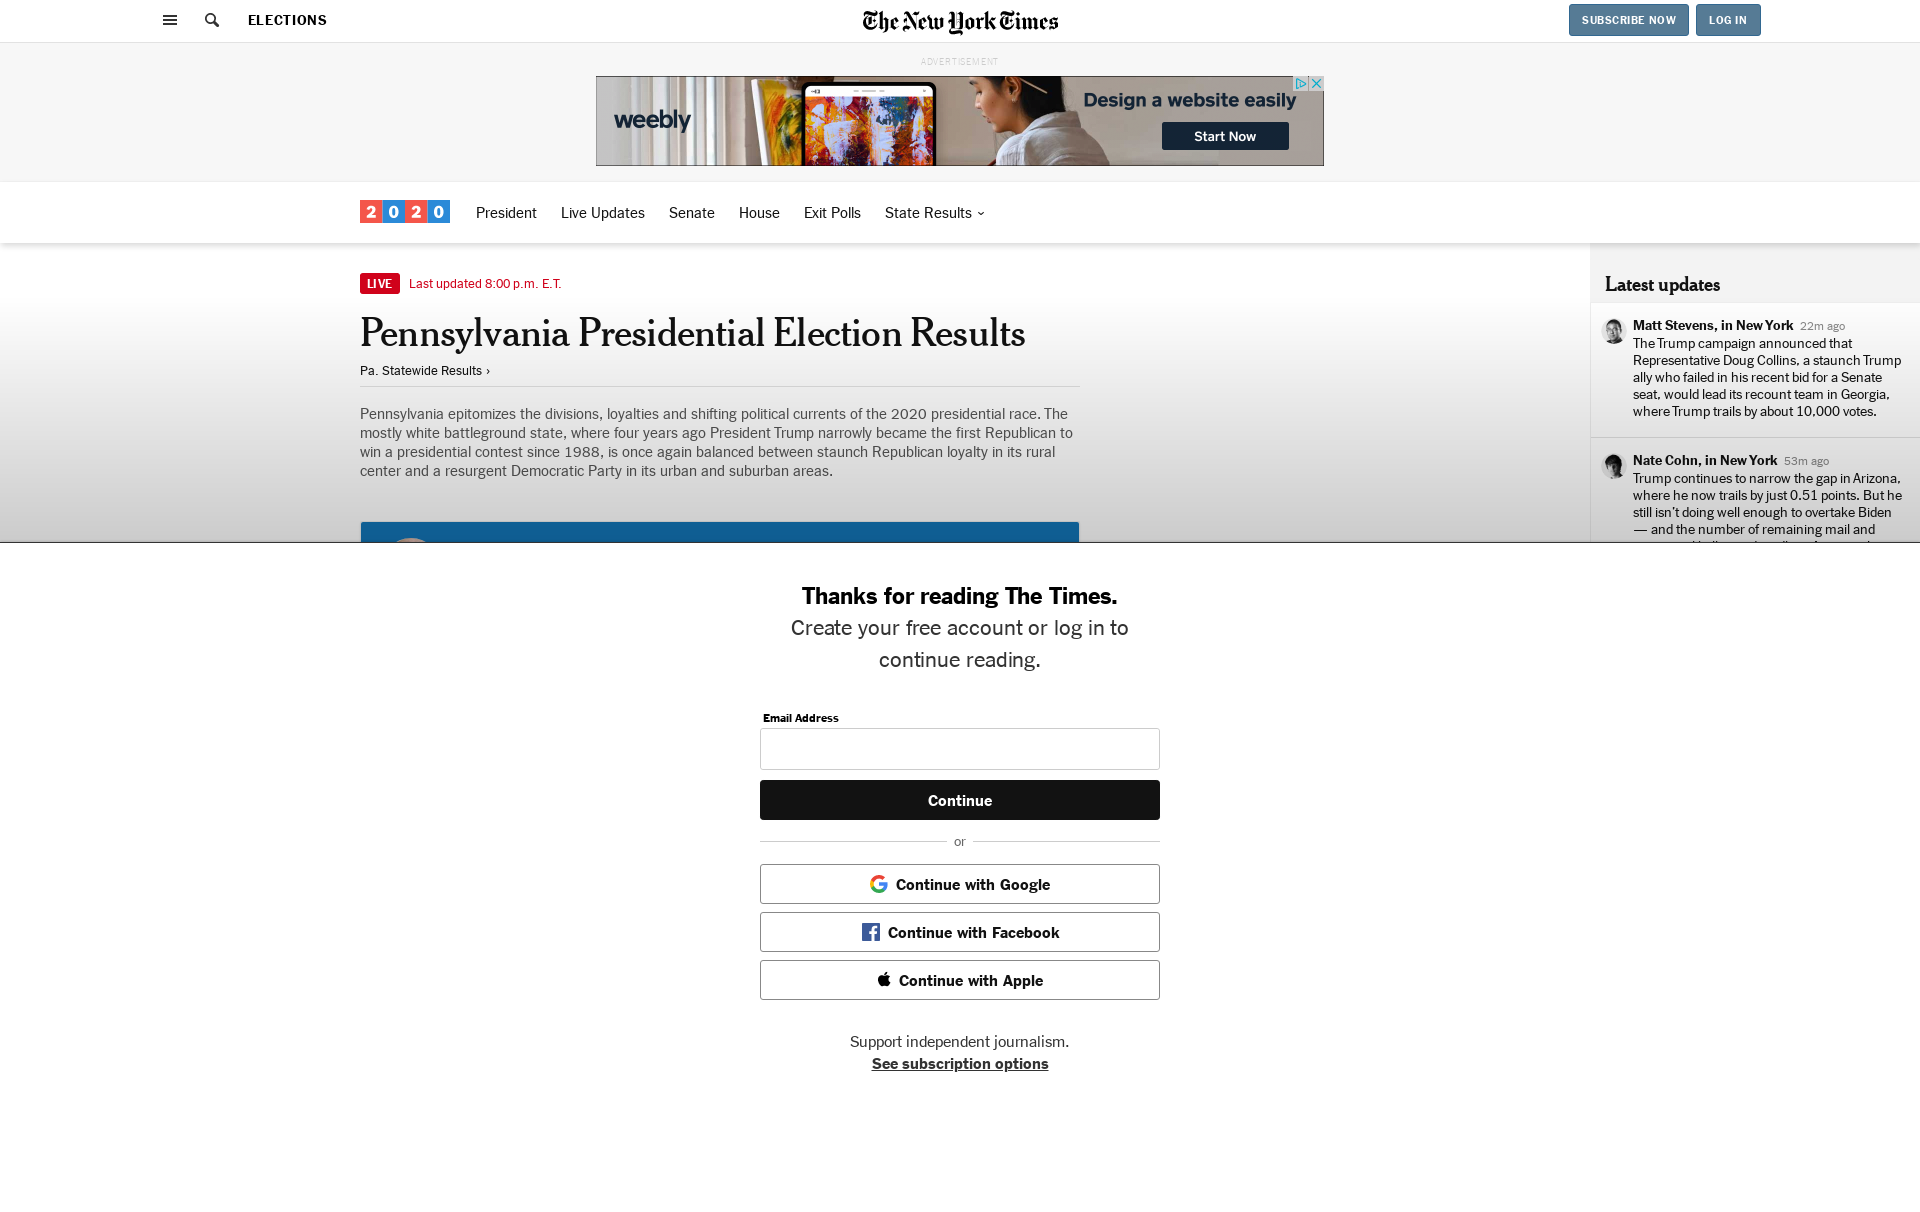 ELECTIONS
The New York Times
SUBSCRIBE NOW
LOG IN
ADVERTISEMENT
weebly
Design a website easily
Start Now
2020
President
Live Updates
Senate
House
Exit Polls
State Results
LIVE
Last updated 8:00 p.m. E.T.
Pennsylvania Presidential Election Results
Pa. Statewide Results ›
Pennsylvania epitomizes the divisions, loyalties and shifting political currents of the 2020 presidential race. The
mostly white battleground state, where four years ago President Trump narrowly became the first Republican to
win a presidential contest since 1988, is once again balanced between staunch Republican loyalty in its rural
center and a resurgent Democratic Party in its urban and suburban areas.
Latest updates
Matt Stevens, in New York 22m ago
The Trump campaign announced that
Representative Doug Collins, a staunch Trump
ally who failed in his recent bid for a Senate
seat, would lead its recount team in Georgia,
where Trump trails by about 10,000 votes.
Nate Cohn, in New York 53m ago
Trump continues to narrow the gap in Arizona,
where he now trails by just 0.51 points. But he
still isn't doing well enough to overtake Biden
— and the number of remaining mail and
Thanks for reading The Times.
Create your free account or log in to
continue reading.
Email Address
Continue
or
Continue with Google
Continue with Facebook
Continue with Apple
Support independent journalism.
See subscription options